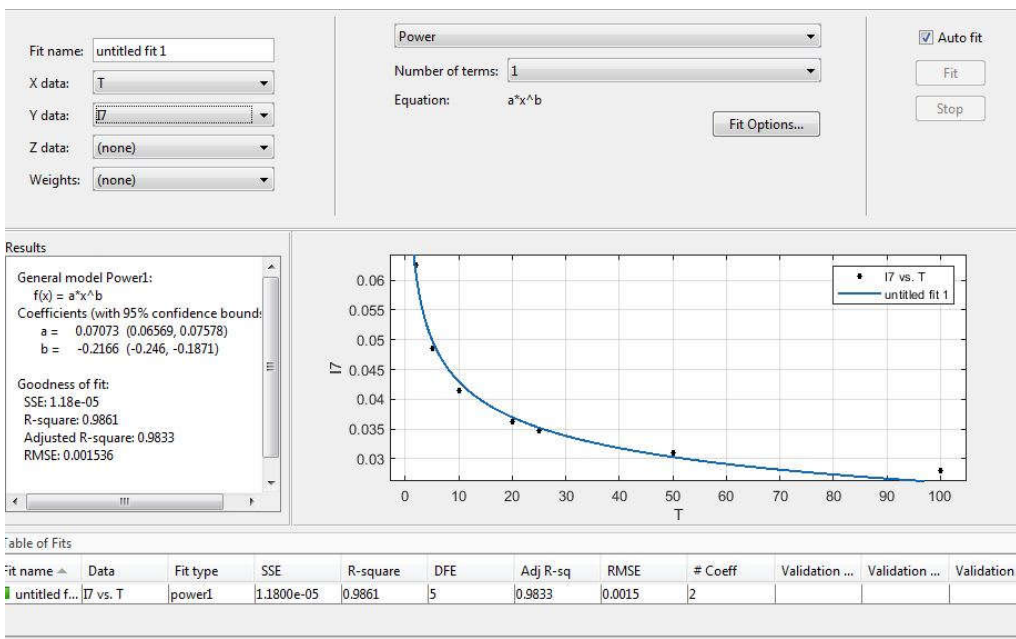 Fit name: untitled fit 1
X data: T
Y data: I7
Z data: (none)
Weights: (none)
Power
Number of terms: 1
Equation: a*x^b
Fit Options...
Auto fit
Fit
Stop
Results
General model Power1:
f(x) = a*x^b
Coefficients (with 95% confidence bounds
a = 0.07073 (0.06569, 0.07578)
b = -0.2166 (-0.246, -0.1871)
Goodness of fit:
SSE: 1.18e-05
R-square: 0.9861
Adjusted R-square: 0.9833
RMSE: 0.001536
I7 vs. T
untitled fit 1
0.06
0.055
0.05
0.045
0.04
0.035
0.03
I7
0 10 20 30 40 50 60 70 80 90 100
T
Table of Fits
Fit name Data Fit type SSE R-square DFE Adj R-sq RMSE # Coeff Validation ... Validation ... Validation
untitled f... I7 vs. T power1 1.1800e-05 0.9861 5 0.9833 0.0015 2